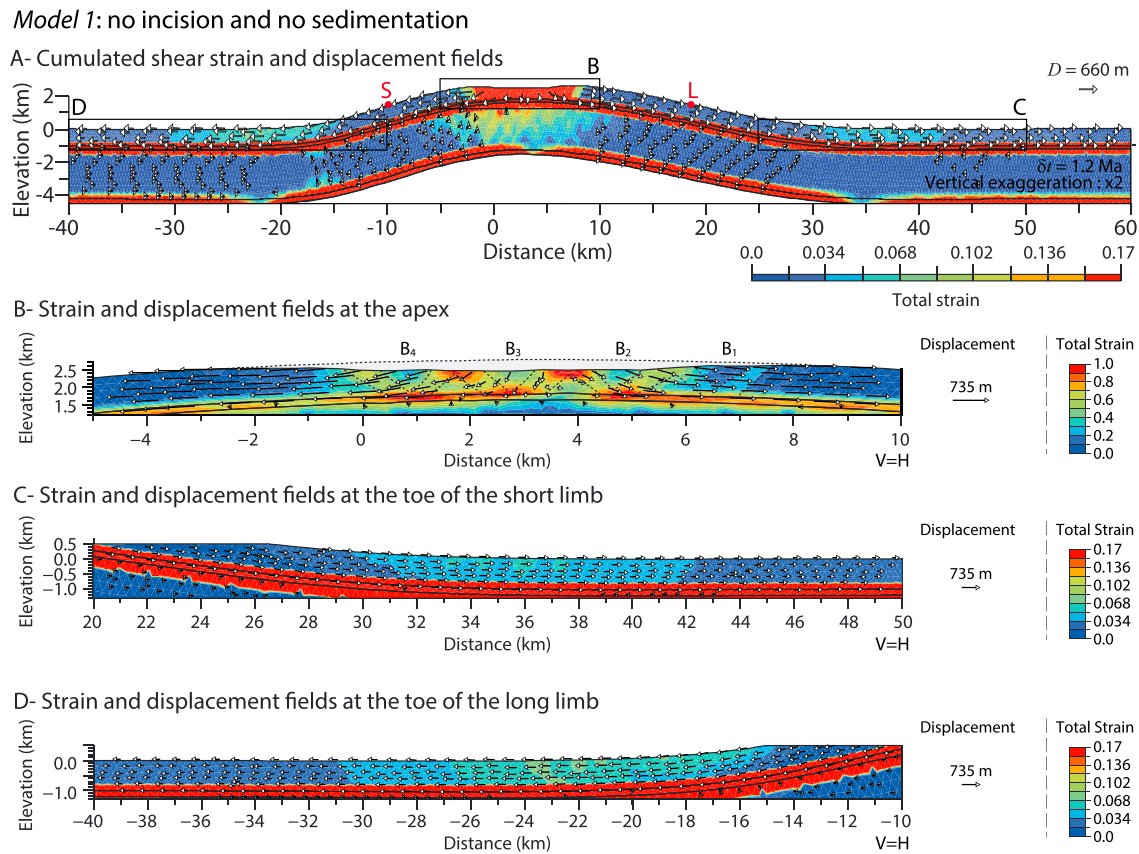 Model 1: no incision and no sedimentation
A- Cumulated shear strain and displacement fields
D = 660 m
Elevation (km)
2
0
-2
-4
D
S
B
L
C
δt = 1.2 Ma
Vertical exaggeration : x2
-40 -30 -20 -10 0 10 20 30 40 50 60
Distance (km)
0.0 0.034 0.068 0.102 0.136 0.17
Total strain
B- Strain and displacement fields at the apex
Elevation (km)
2.5
2.0
1.5
B4 B3 B2 B1
−4 −2 0 2 4 6 8 10
Distance (km)
V=H
Displacement
735 m
Total Strain
1.0
0.8
0.6
0.4
0.2
0.0
C- Strain and displacement fields at the toe of the short limb
Elevation (km)
0.5
0.0
−0.5
−1.0
20 22 24 26 28 30 32 34 36 38 40 42 44 46 48 50
Distance (km)
V=H
Displacement
735 m
Total Strain
0.17
0.136
0.102
0.068
0.034
0.0
D- Strain and displacement fields at the toe of the long limb
Elevation (km)
0.0
−1.0
−40 −38 −36 −34 −32 −30 −28 −26 −24 −22 −20 −18 −16 −14 −12 −10
Distance (km)
V=H
Displacement
735 m
Total Strain
0.17
0.136
0.102
0.068
0.034
0.0